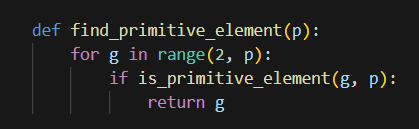 def find_primitive_element(p):
    for g in range(2, p):
        if is_primitive_element(g, p):
            return g